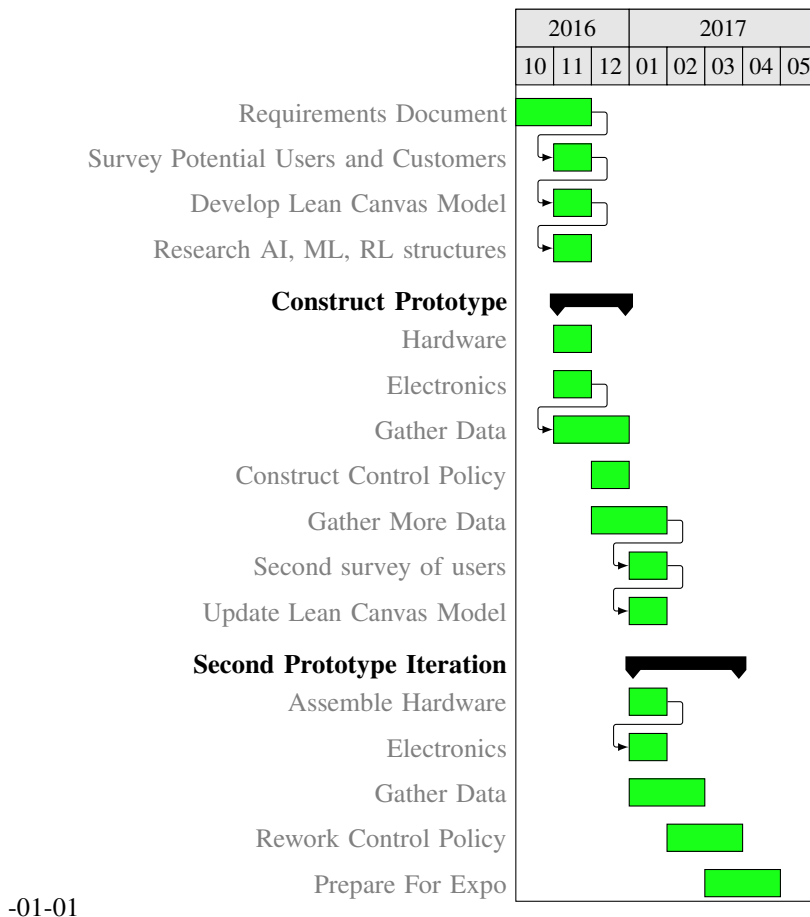 2016 2017
10 11 12 01 02 03 04 05
Requirements Document
Survey Potential Users and Customers
Develop Lean Canvas Model
Research AI, ML, RL structures
Construct Prototype
Hardware
Electronics
Gather Data
Construct Control Policy
Gather More Data
Second survey of users
Update Lean Canvas Model
Second Prototype Iteration
Assemble Hardware
Electronics
Gather Data
Rework Control Policy
Prepare For Expo
-01-01